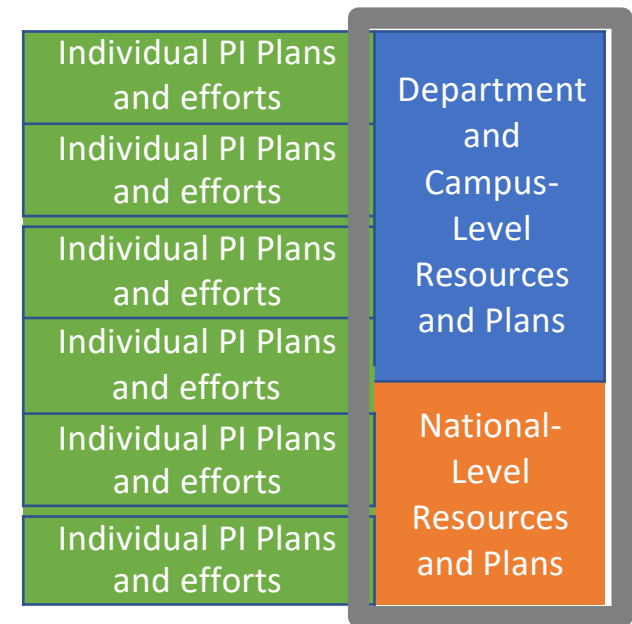 Individual PI Plans
and efforts
Individual PI Plans
and efforts
Individual PI Plans
and efforts
Individual PI Plans
and efforts
Individual PI Plans
and efforts
Individual PI Plans
and efforts
Department
and
Campus-
Level
Resources
and Plans
National-
Level
Resources
and Plans